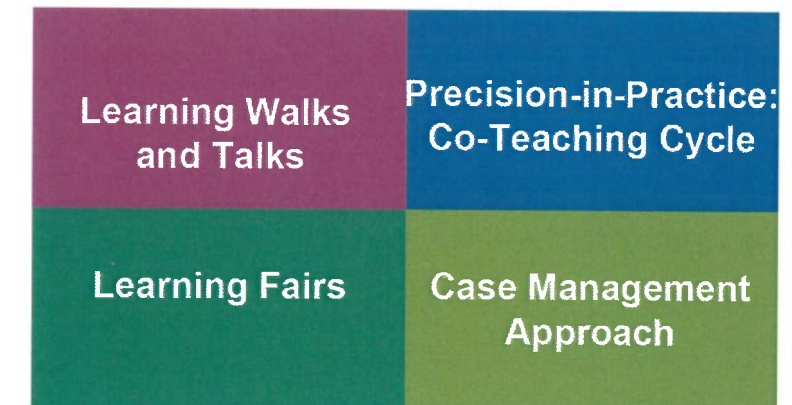 Learning Walks
and Talks
Precision-in-Practice:
Co-Teaching Cycle
Learning Fairs
Case Management
Approach